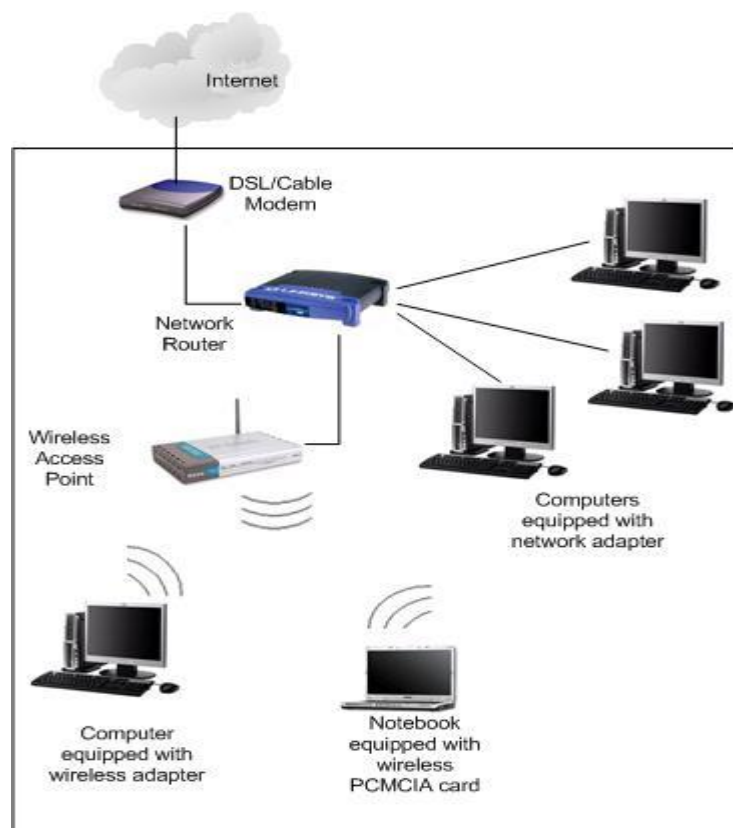 Internet
DSL/Cable
Modem
Network
Router
LINKSYS
Wireless
Access
Point
Computers
equipped with
network adapter
Computer
equipped with
wireless adapter
Notebook
equipped with
wireless
PCMCIA card